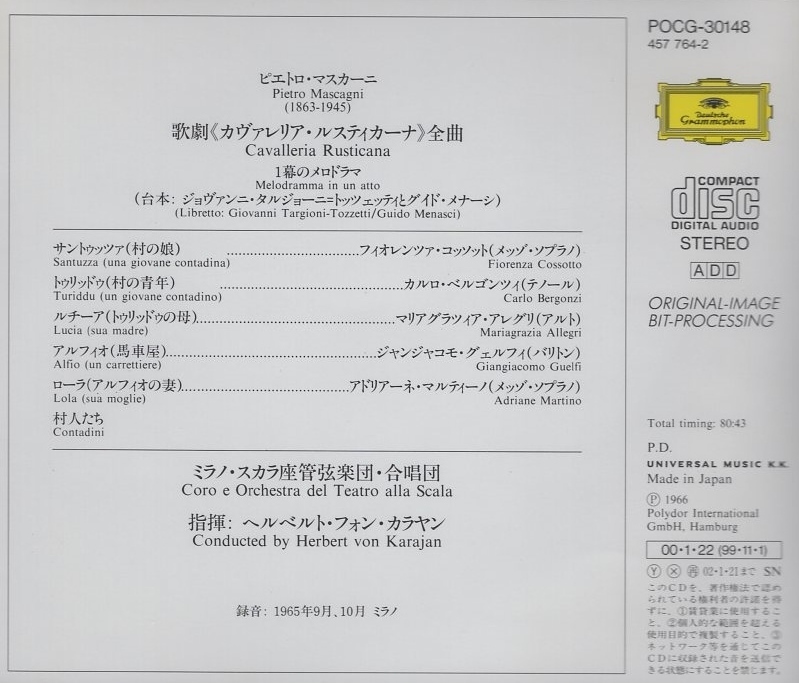 ピエトロ・マスカーニ
Pietro Mascagni
(1863-1945)
歌劇《カヴァレリア・ルスティカーナ》全曲
Cavalleria Rusticana
1幕のメロドラマ
Melodramma in un atto
(台本: ジョヴァンニ・タルジョーニ=トッツェッティとグイド・メナーシ)
(Libretto: Giovanni Targioni-Tozzetti/Guido Menasci)
サントゥッツァ(村の娘)..............................フィオレンツァ・コッソット(メッゾ・ソプラノ)
Santuzza (una giovane contadina) Fiorenza Cossotto
トゥリッドゥ(村の青年)..............................カルロ・ベルゴンツィ(テノール)
Turiddu (un giovane contadino) Carlo Bergonzi
ルチーア(トゥリッドゥの母)..............................マリアグラツィア・アレグリ(アルト)
Lucia (sua madre) Mariagrazia Allegri
アルフィオ(馬車屋)..............................ジャンジャコモ・グェルフィ(バリトン)
Alfio (un carrettiere) Giangiacomo Guelfi
ローラ(アルフィオの妻)..............................アドリアーネ・マルティーノ(メッゾ・ソプラノ)
Lola (sua moglie) Adriane Martino
村人たち
Contadini
ミラノ・スカラ座管弦楽団・合唱団
Coro e Orchestra del Teatro alla Scala
指揮: ヘルベルト・フォン・カラヤン
Conducted by Herbert von Karajan
録音: 1965年9月、10月 ミラノ
POCG-30148
457 764-2
Deutsche
Grammophon
COMPACT
disc
DIGITAL AUDIO
STEREO
ADD
ORIGINAL-IMAGE
BIT-PROCESSING
Total timing: 80:43
P.D.
UNIVERSAL MUSIC K.K.
Made in Japan
Ⓟ 1966
Polydor International
GmbH, Hamburg
00・1・22 (99・11・1)
Ⓨ Ⓧ ㊢ 02・1・21まで SN
このCDを、著作権法で認め
られている権利者の許諾を得
ずに、①賃貸業に使用するこ
と、②個人的な範囲を超える
使用目的で複製すること、③
ネットワーク等を通じてこの
CDに収録された音を送信で
きる状態にすることを禁じます。